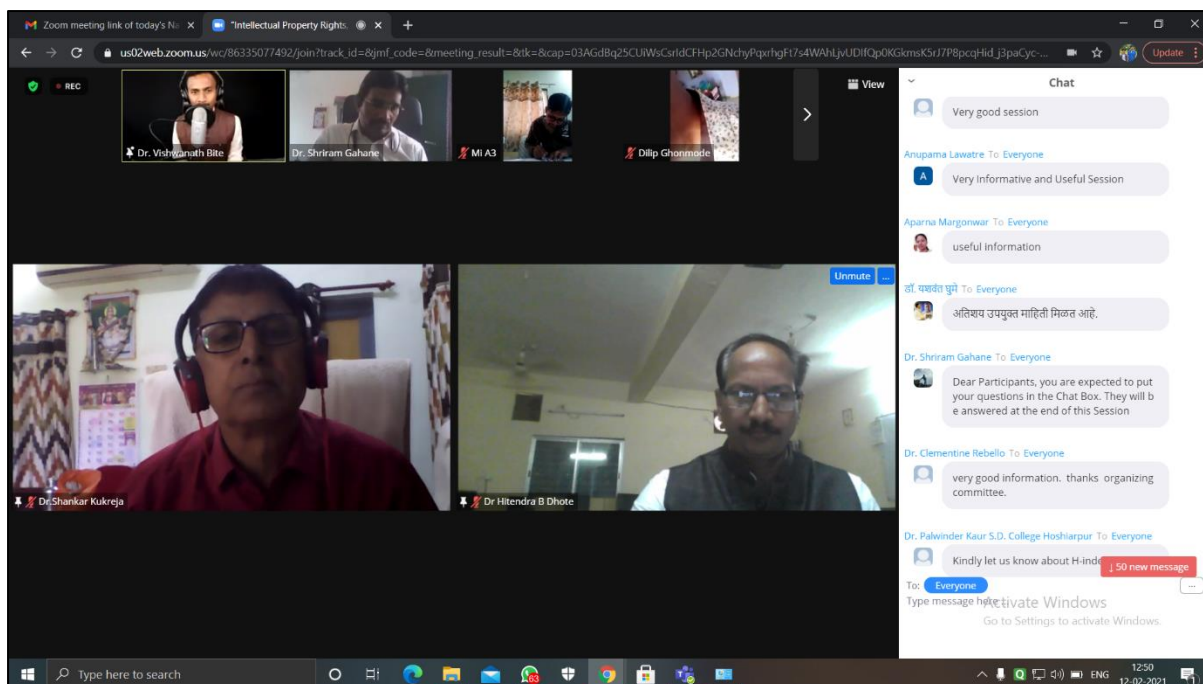 Zoom meeting link of today's Na
"Intellectual Property Rights,
us02web.zoom.us/wc/86335077492/join?track_id=&jmf_code=&meeting_result=&tk=&cap=
Update
REC
View
Dr. Vishwanath Bite
Dr. Shriram Gahane
Mi A3
Dilip Ghonmode
Unmute
...
Dr.Shankar Kukreja
Dr Hitendra B Dhote
Chat
Very good session
Anupama Lawatre To Everyone
A
Very Informative and Useful Session
Aparna Margonwar To Everyone
useful information
डॉ. यशवंत घुमे To Everyone
अतिशय उपयुक्त माहिती मिळत आहे.
Dr. Shriram Gahane To Everyone
Dear Participants, you are expected to put
your questions in the Chat Box. They will b
e answered at the end of this Session
Dr. Clementine Rebello To Everyone
very good information. thanks organizing
committee.
Dr. Palwinder Kaur S.D. College Hoshiarpur To Everyone
Kindly let us know about H-inde
↓ 50 new message
To: Everyone
...
Type message here
Activate Windows
Go to Settings to activate Windows.
Type here to search
63
ENG
12:50
12-02-2021